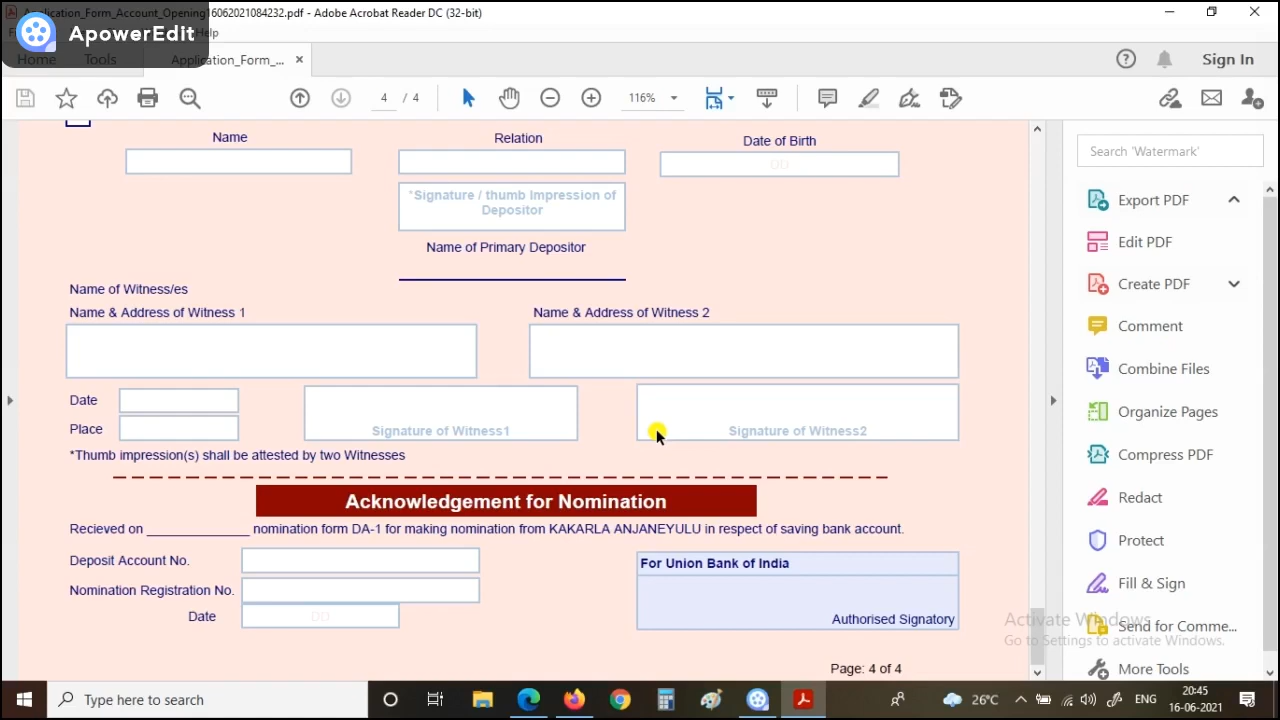 Application_Form_Account_Opening16062021084232.pdf - Adobe Acrobat Reader DC (32-bit)
ApowerEdit
Help
Home Tools Application_Form_... ×
Sign In
4 / 4 116%
Search 'Watermark'
Name Relation Date of Birth
DD
*Signature / thumb Impression of
Depositor
Name of Primary Depositor
Name of Witness/es
Name & Address of Witness 1 Name & Address of Witness 2
Date
Place
Signature of Witness1 Signature of Witness2
*Thumb impression(s) shall be attested by two Witnesses
Acknowledgement for Nomination
Recieved on ______________ nomination form DA-1 for making nomination from KAKARLA ANJANEYULU in respect of saving bank account.
Deposit Account No.
Nomination Registration No.
Date DD
For Union Bank of India
Authorised Signatory
Page: 4 of 4
Export PDF
Edit PDF
Create PDF
Comment
Combine Files
Organize Pages
Compress PDF
Redact
Protect
Fill & Sign
Send for Comme...
More Tools
Activate Windows
Go to Settings to activate Windows.
Type here to search
26°C
ENG
20:45
16-06-2021